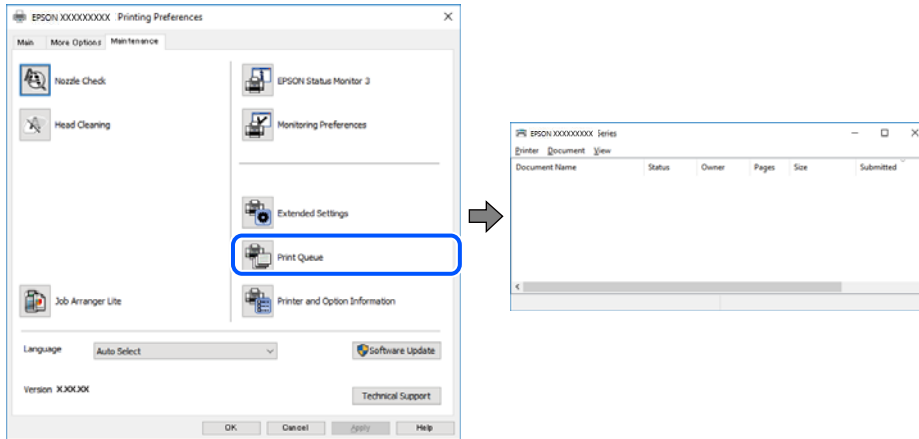 EPSON XXXXXXXXX Printing Preferences
Main More Options Maintenance
Nozzle Check
Head Cleaning
Job Arranger Lite
EPSON Status Monitor 3
Monitoring Preferences
Extended Settings
Print Queue
Printer and Option Information
Language Auto Select Software Update
Version X.XX.XX Technical Support
OK Cancel Apply Help
EPSON XXXXXXXXX Series
Printer Document View
Document Name Status Owner Pages Size Submitted